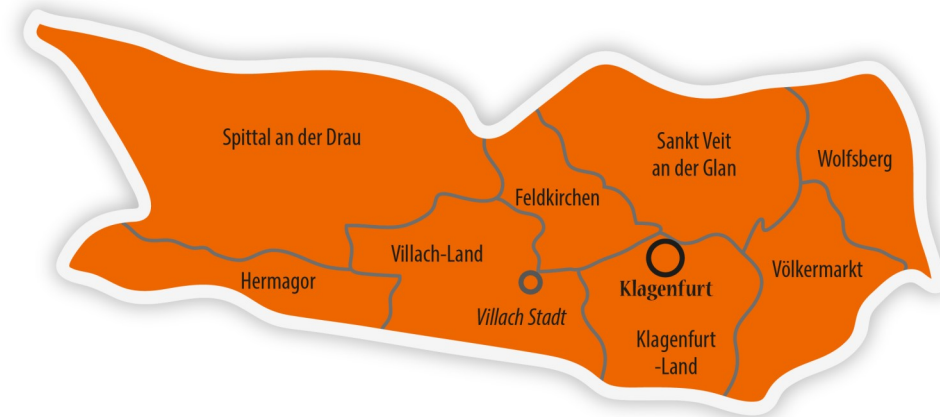 Spittal an der Drau
Sankt Veit
an der Glan
Wolfsberg
Feldkirchen
Villach-Land
Hermagor
Völkermarkt
Klagenfurt
Villach Stadt
Klagenfurt
-Land